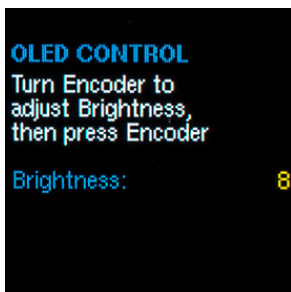 OLED CONTROL
Turn Encoder to
adjust Brightness,
then press Encoder
Brightness: 8